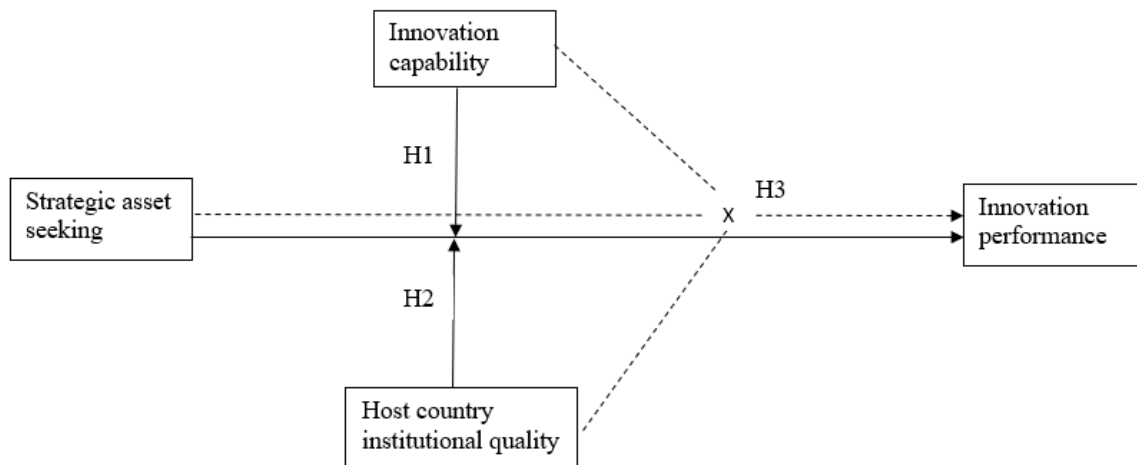 Innovation
capability
H1
Strategic asset
seeking
H3
X
Innovation
performance
H2
Host country
institutional quality